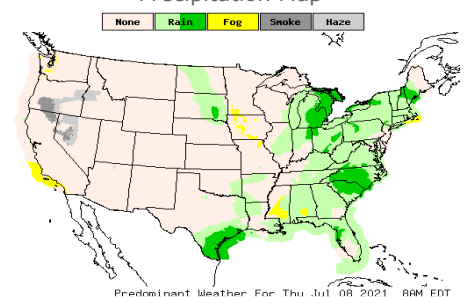 Precipitation Map
None Rain Fog Smoke Haze
Predominant Weather For Thu Jul 08 2021 8AM EDT